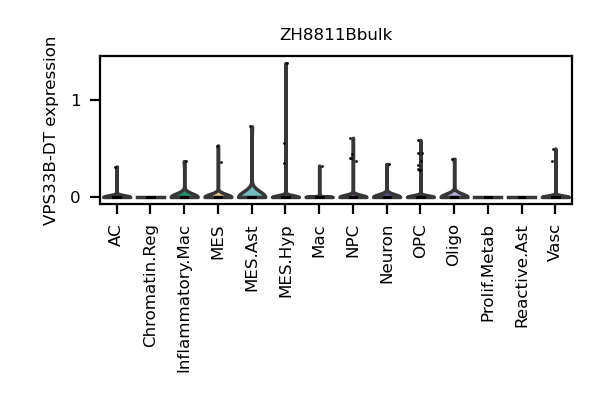 ZH8811Bbulk
VPS33B-DT expression
1
0
AC
Chromatin.Reg
Inflammatory.Mac
MES
MES.Ast
MES.Hyp
Mac
NPC
Neuron
OPC
Oligo
Prolif.Metab
Reactive.Ast
Vasc